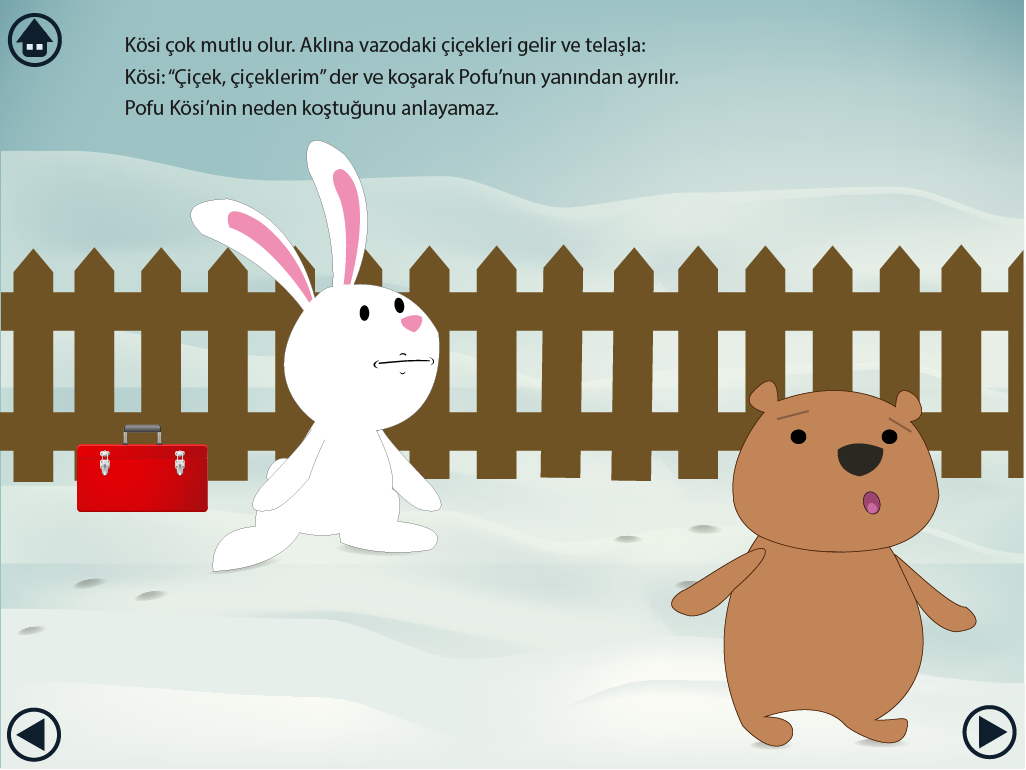 Kösi çok mutlu olur. Aklına vazodaki çiçekleri gelir ve telaşla:
Kösi: “Çiçek, çiçeklerim” der ve koşarak Pofu’nun yanından ayrılır.
Pofu Kösi’nin neden koştuğunu anlayamaz.